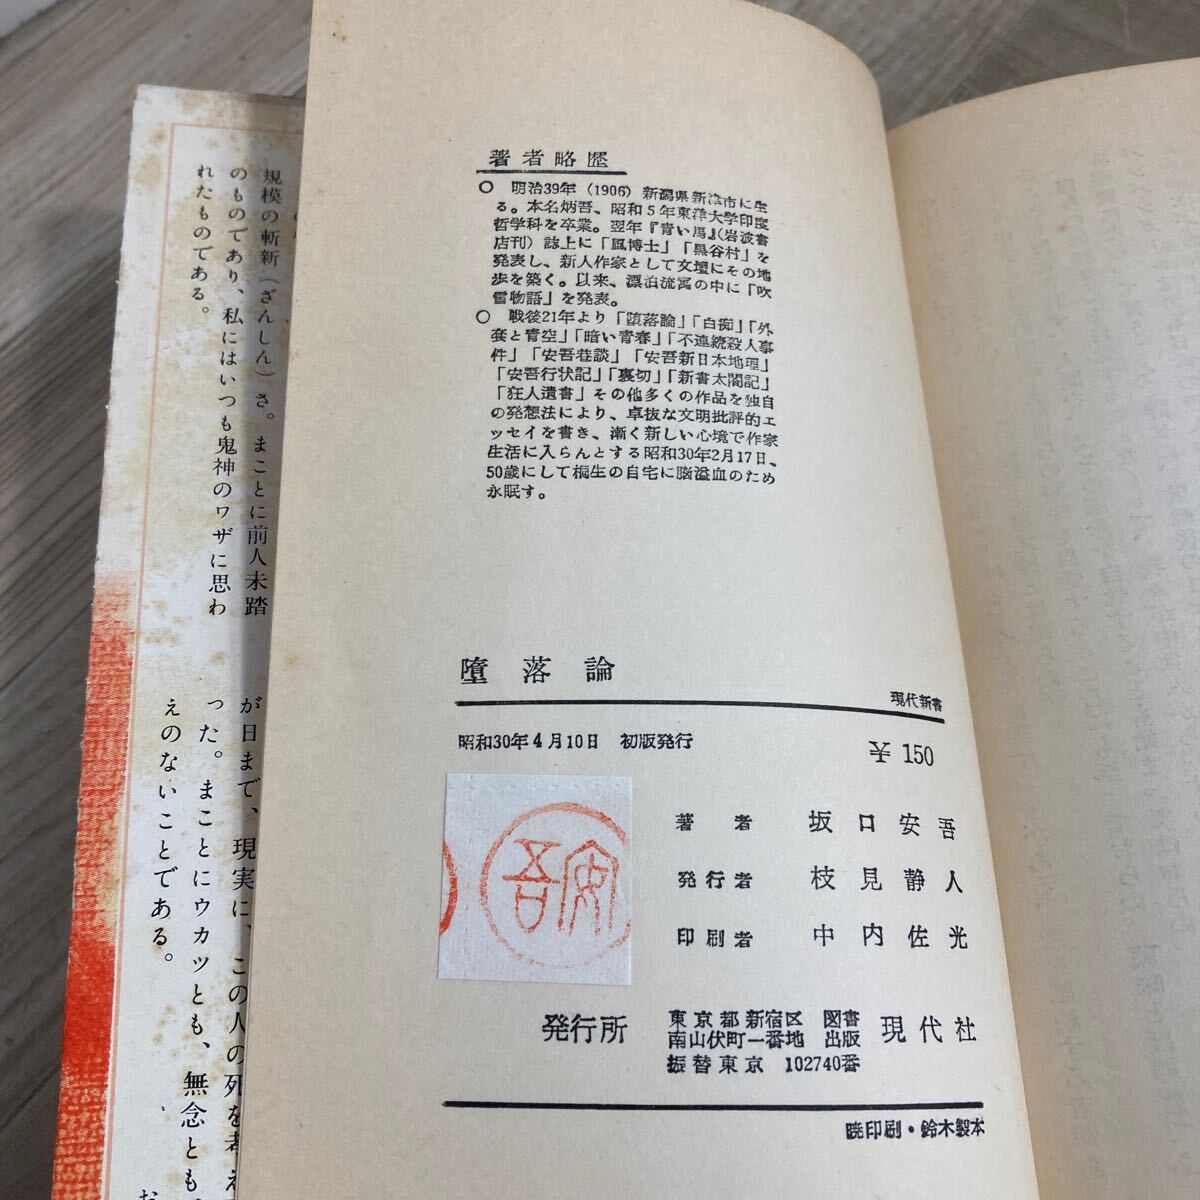 著者略歴
○ 明治39年（1906）新潟県新津市に生
る。本名炳吾、昭和5年東洋大学印度
哲学科を卒業。翌年『青い馬』（岩波書
店刊）誌上に「風博士」「黒谷村」を
発表し、新人作家として文壇にその地
歩を築く。以来、漂泊流寓の中に「吹
雪物語」を発表。
○ 戦後21年より「堕落論」「白痴」「外
套と青空」「暗い青春」「不連続殺人事
件」「安吾巷談」「安吾新日本地理」
「安吾行状記」「裏切」「新書太閤記」
「狂人遺書」その他多くの作品を独自
の発想法により、卓抜な文明批評的エ
ッセイを書き、漸く新しい心境で作家
生活に入らんとする昭和30年2月17日、
50歳にして桐生の自宅に脳溢血のため
永眠す。
墮落論
現代新書
昭和30年4月10日 初版発行
￥150
著者 坂口安吾
発行者 枝見静人
印刷者 中内佐光
安吾
発行所
東京都新宿区
南山伏町一番地
図書
出版
現代社
振替東京 102740番
暁印刷・鈴木製本
規模の斬新（ざんしん）さ。まことに前人未踏
のものであり、私にはいつも鬼神のワザに思わ
れたものである。
が日まで、現実に、この人の死を考え
った。まことにウカツとも、無念とも
えのないことである。